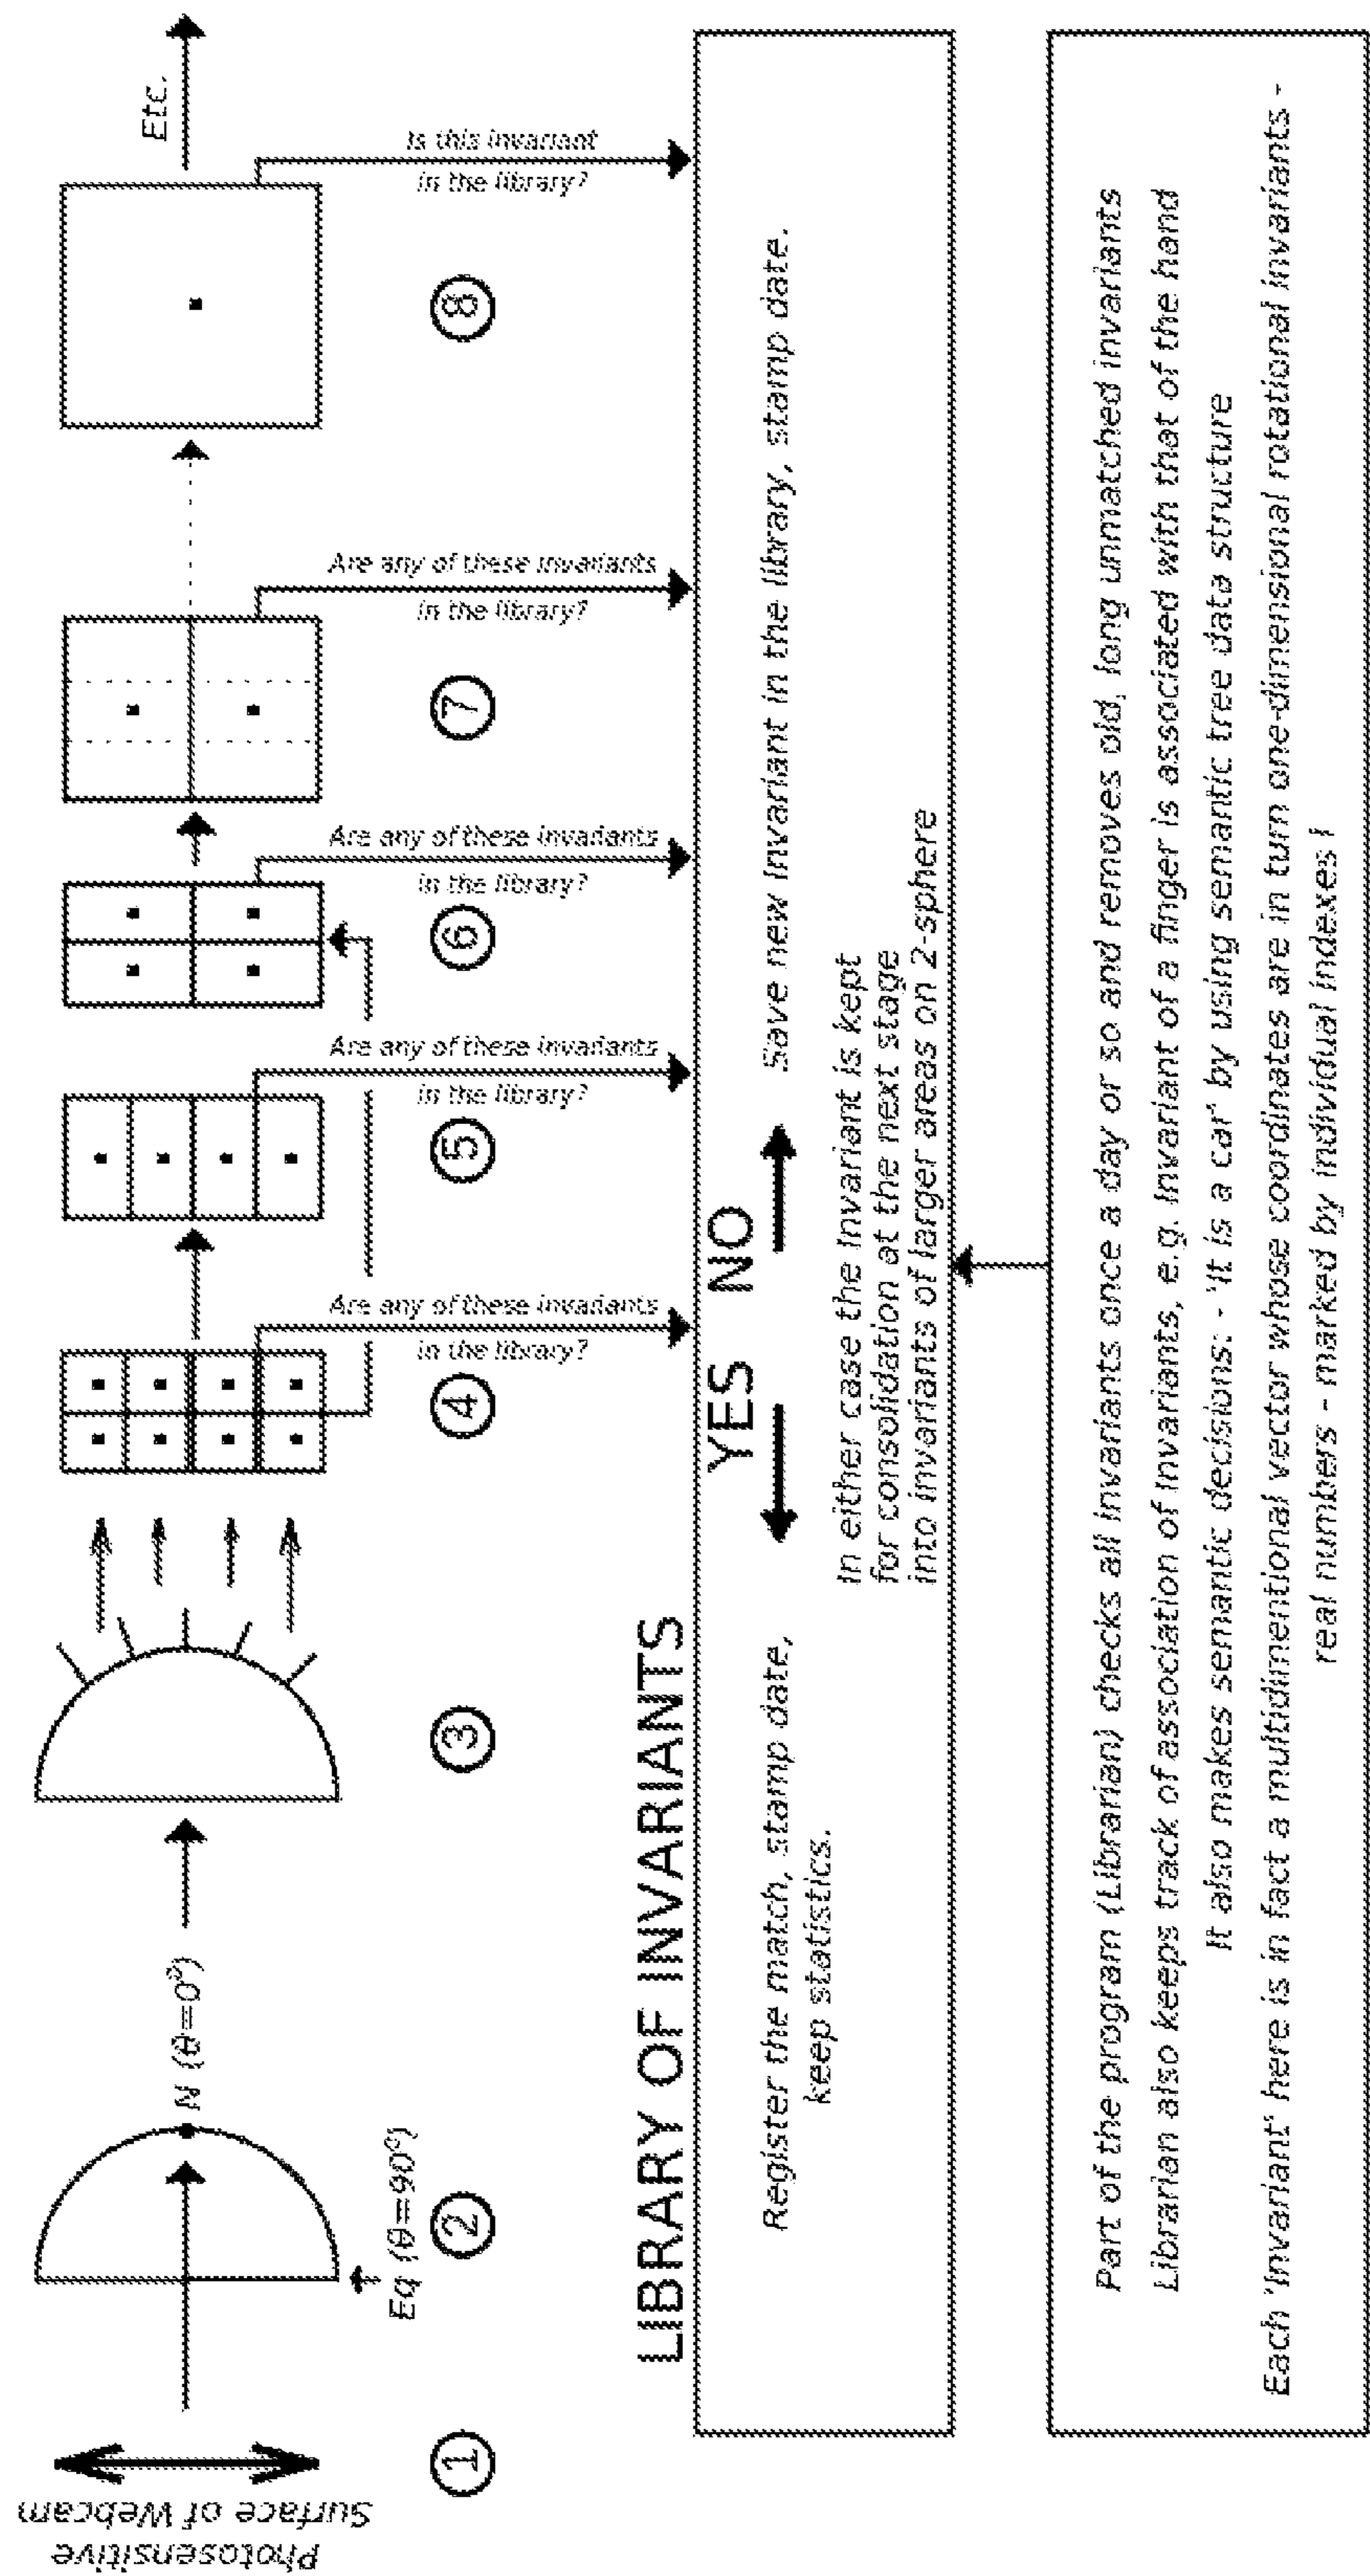 Photosensitive
Surface of Webcam
Eq (θ=90⁰)
N (θ=0⁰)
Etc.
Are any of these invariants
in the library?
Are any of these invariants
in the library?
Are any of these invariants
in the library?
Are any of these invariants
in the library?
Is this invariant
in the library?
1
2
3
4
5
6
7
8
LIBRARY OF INVARIANTS
YES NO
Register the match, stamp date,
keep statistics.
Save new invariant in the library, stamp date.
In either case the invariant is kept
for consolidation at the next stage
into invariants of larger areas on 2-sphere
Part of the program (Librarian) checks all invariants once a day or so and removes old, long unmatched invariants
Librarian also keeps track of association of invariants, e.g. invariant of a finger is associated with that of the hand
It also makes semantic decisions: - 'it is a car' by using semantic tree data structure
Each 'invariant' here is in fact a multidimentional vector whose coordinates are in turn one-dimensional rotational invariants -
real numbers - marked by individual indexes !